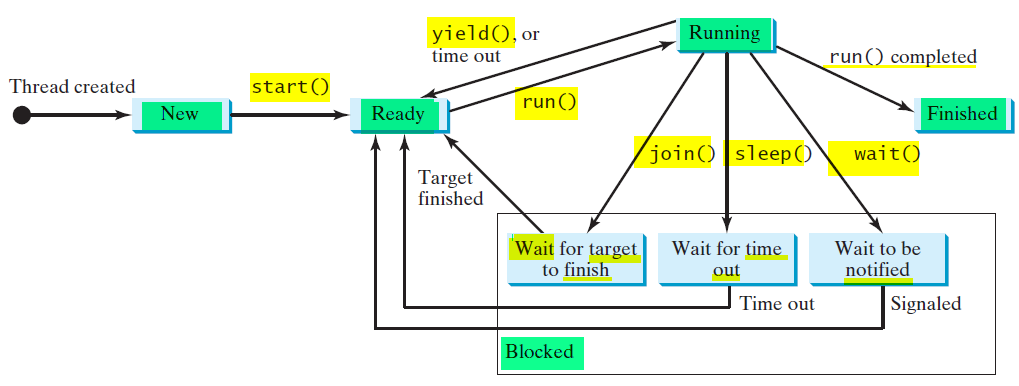 yield(), or
time out
Running
run() completed
Thread created
start()
New
Ready
run()
Finished
join()
sleep()
wait()
Target
finished
Wait for target
to finish
Wait for time
out
Wait to be
notified
Time out
Signaled
Blocked